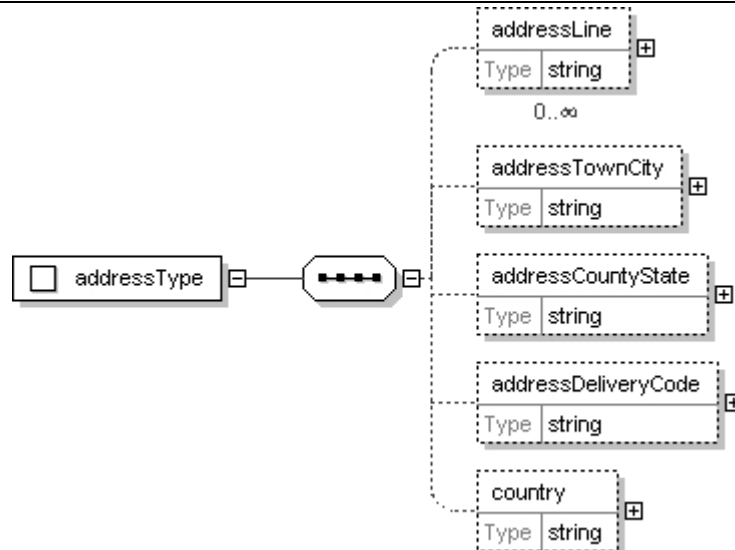 addressLine
Type string
0..∞
addressTownCity
Type string
addressType
addressCountyState
Type string
addressDeliveryCode
Type string
country
Type string